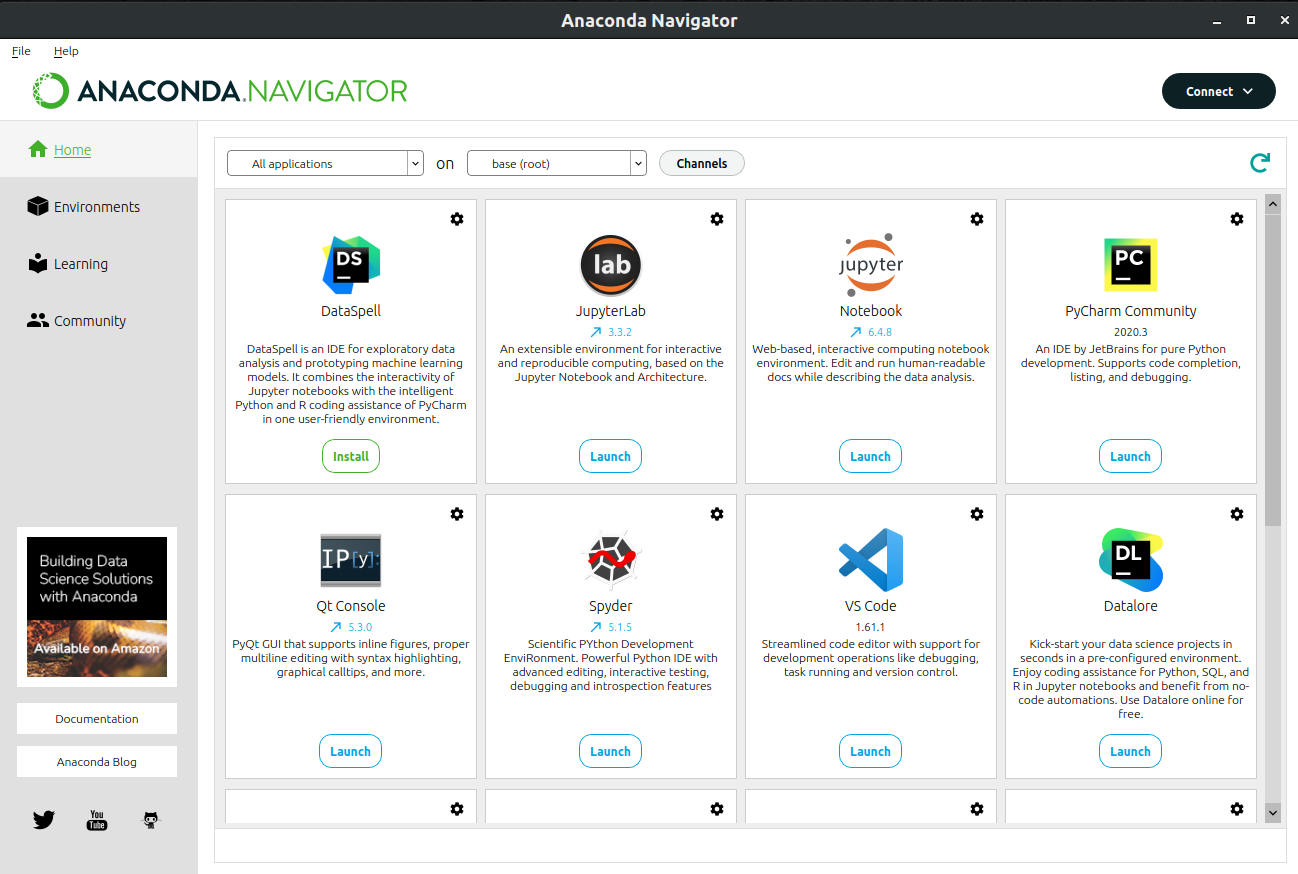 Anaconda Navigator
File Help
ANACONDA.NAVIGATOR
Connect
Home
Environments
Learning
Community
Building Data
Science Solutions
with Anaconda
Available on Amazon
Documentation
Anaconda Blog
You
Tube
All applications on base (root) Channels
DS
DataSpell
DataSpell is an IDE for exploratory data
analysis and prototyping machine learning
models. It combines the interactivity of
Jupyter notebooks with the intelligent
Python and R coding assistance of PyCharm
in one user-friendly environment.
Install
lab
JupyterLab
3.3.2
An extensible environment for interactive
and reproducible computing, based on the
Jupyter Notebook and Architecture.
Launch
jupyter
Notebook
6.4.8
Web-based, interactive computing notebook
environment. Edit and run human-readable
docs while describing the data analysis.
Launch
PC
PyCharm Community
2020.3
An IDE by JetBrains for pure Python
development. Supports code completion,
listing, and debugging.
Launch
IP[y]:
Qt Console
5.3.0
PyQt GUI that supports inline figures, proper
multiline editing with syntax highlighting,
graphical calltips, and more.
Launch
Spyder
5.1.5
Scientific PYthon Development
EnviRonment. Powerful Python IDE with
advanced editing, interactive testing,
debugging and introspection features
Launch
VS Code
1.61.1
Streamlined code editor with support for
development operations like debugging,
task running and version control.
Launch
DL
Datalore
Kick-start your data science projects in
seconds in a pre-configured environment.
Enjoy coding assistance for Python, SQL, and
R in Jupyter notebooks and benefit from no-
code automations. Use Datalore online for
free.
Launch